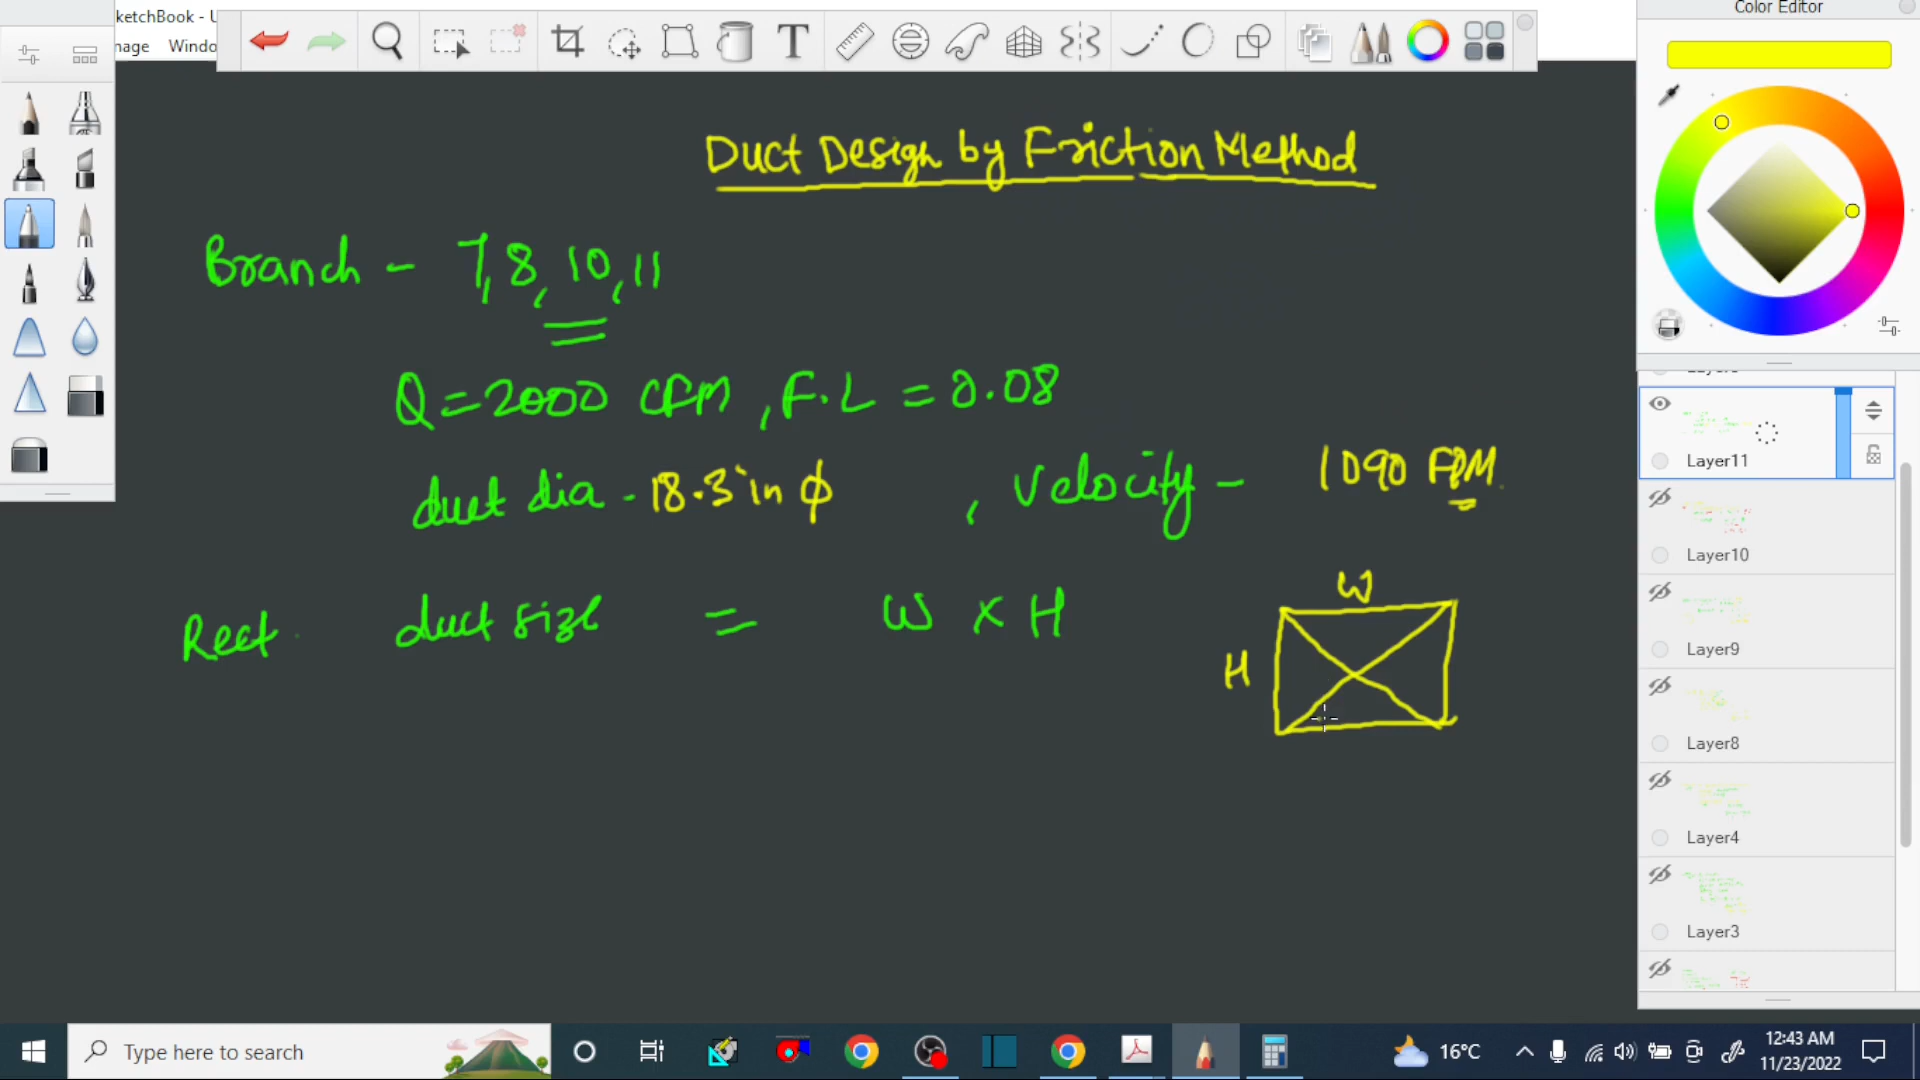 ketchBook - U
Color Editor
nage Windo
Duct Design by Friction Method
Branch - 7, 8, 10, 11
Q = 2000 CFM, F.L = 0.08
duct dia - 18.3 in ϕ , Velocity - 1090 FPM
Rect. duct size = W x H
W
H
Layer11
Layer10
Layer9
Layer8
Layer4
Layer3
Type here to search
16°C
12:43 AM
11/23/2022